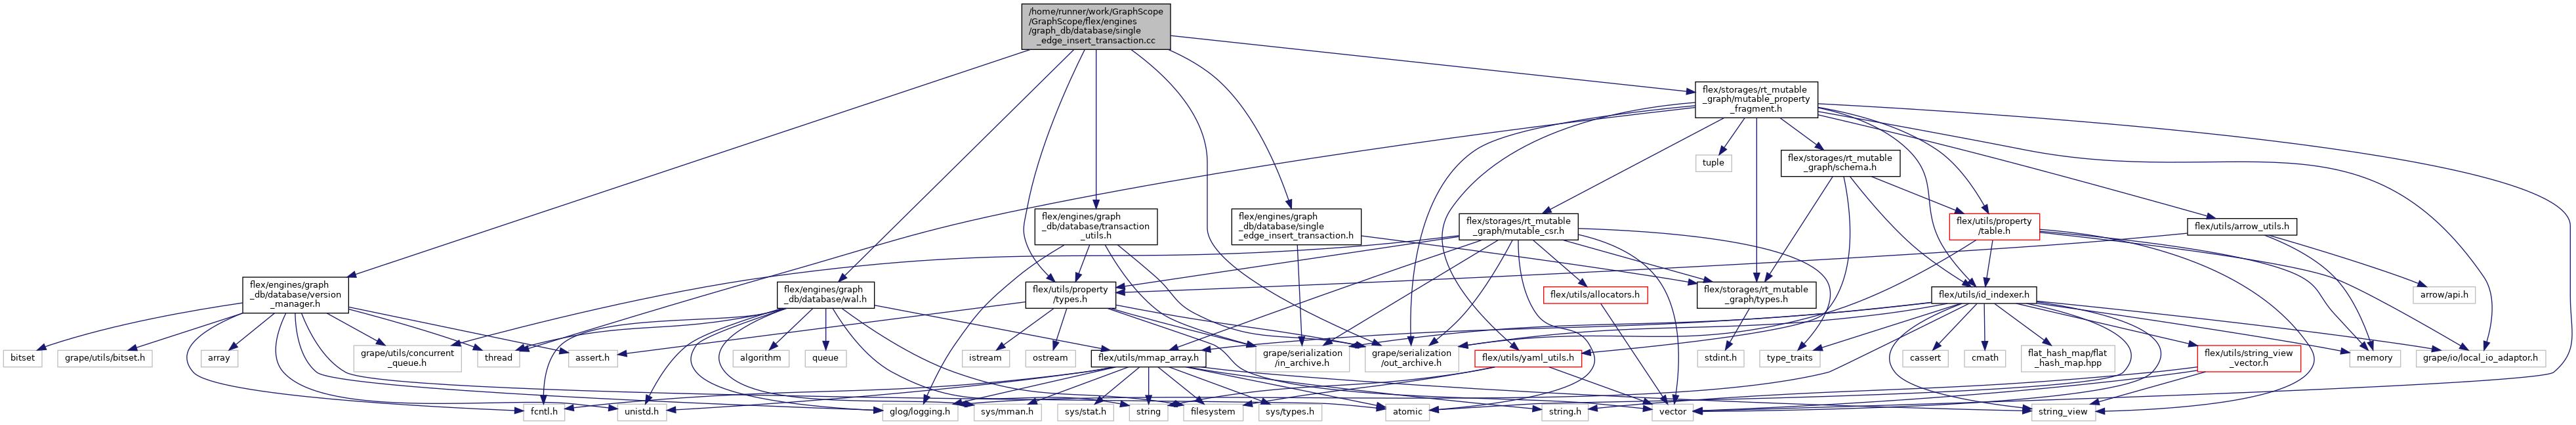 /home/runner/work/GraphScope
/GraphScope/flex/engines
/graph_db/database/single
_edge_insert_transaction.cc
flex/storages/rt_mutable
_graph/mutable_property
_fragment.h
tuple
flex/storages/rt_mutable
_graph/schema.h
flex/engines/graph
_db/database/transaction
_utils.h
flex/engines/graph
_db/database/single
_edge_insert_transaction.h
flex/storages/rt_mutable
_graph/mutable_csr.h
flex/utils/property
/table.h
flex/utils/arrow_utils.h
flex/engines/graph
_db/database/version
_manager.h
flex/engines/graph
_db/database/wal.h
flex/utils/property
/types.h
flex/utils/allocators.h
flex/storages/rt_mutable
_graph/types.h
flex/utils/id_indexer.h
arrow/api.h
bitset
grape/utils/bitset.h
array
grape/utils/concurrent
_queue.h
thread
assert.h
algorithm
queue
istream
ostream
flex/utils/mmap_array.h
grape/serialization
/in_archive.h
grape/serialization
/out_archive.h
flex/utils/yaml_utils.h
stdint.h
type_traits
cassert
cmath
flat_hash_map/flat
_hash_map.hpp
flex/utils/string_view
_vector.h
memory
grape/io/local_io_adaptor.h
fcntl.h
unistd.h
glog/logging.h
sys/mman.h
sys/stat.h
string
filesystem
sys/types.h
atomic
string.h
vector
string_view